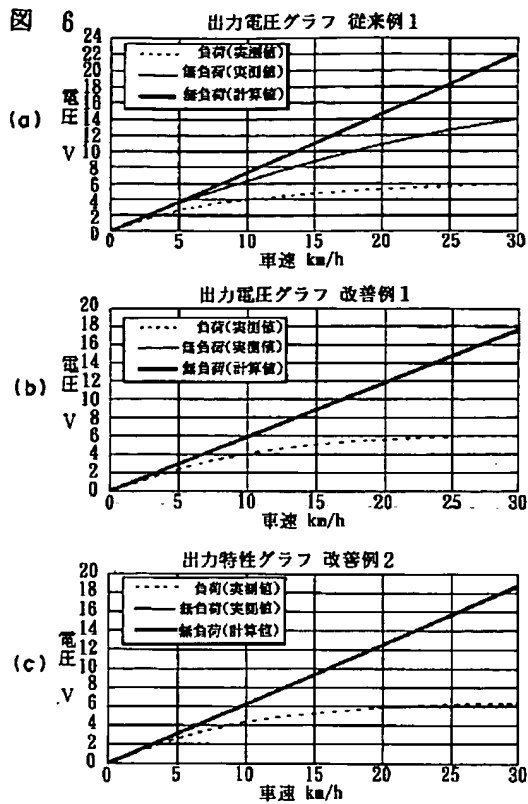 図 6
出力電圧グラフ 従来例1
(a)
電圧 V
24
22
20
18
16
14
12
10
8
6
4
2
0
負荷(実測値)
無負荷(実測値)
無負荷(計算値)
0 5 10 15 20 25 30
車速 km/h
出力電圧グラフ 改善例1
(b)
電圧 V
20
18
16
14
12
10
8
6
4
2
0
負荷(実測値)
無負荷(実測値)
無負荷(計算値)
0 5 10 15 20 25 30
車速 km/h
出力特性グラフ 改善例2
(c)
電圧 V
20
18
16
14
12
10
8
6
4
2
0
負荷(実測値)
無負荷(実測値)
無負荷(計算値)
0 5 10 15 20 25 30
車速 km/h